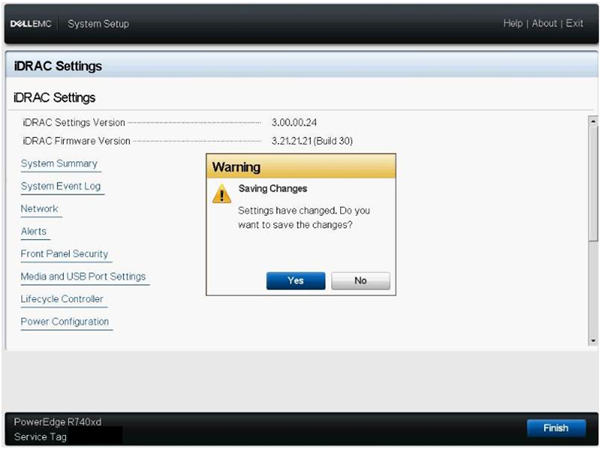 DELLEMC System Setup Help | About | Exit
iDRAC Settings
iDRAC Settings
iDRAC Settings Version 3.00.00.24
iDRAC Firmware Version 3.21.21.21 (Build 30)
System Summary
System Event Log
Network
Alerts
Front Panel Security
Media and USB Port Settings
Lifecycle Controller
Power Configuration
Warning
Saving Changes
Settings have changed. Do you
want to save the changes?
Yes No
PowerEdge R740xd
Service Tag
Finish